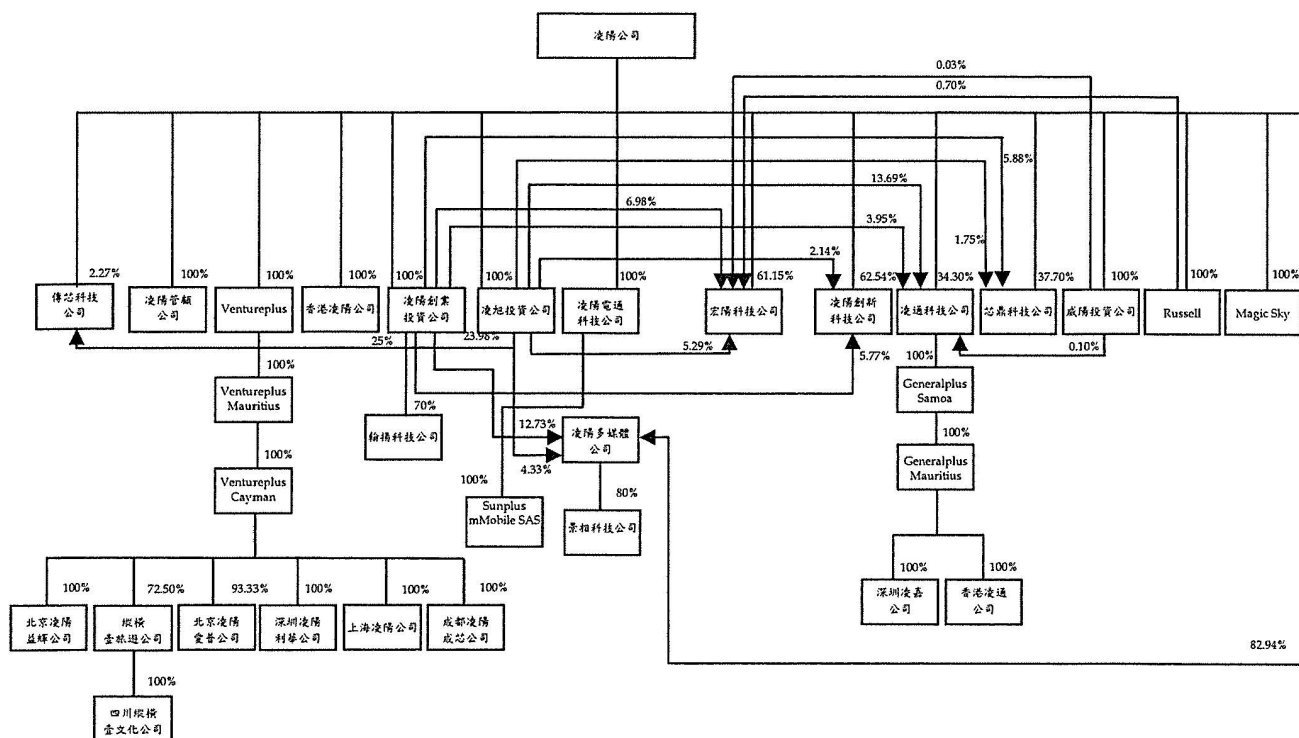 凌陽公司
0.03%
0.70%
5.88%
13.69%
6.98%
3.95%
1.75%
2.14%
2.27%
100%
100%
100%
100%
100%
100%
61.15%
62.54%
34.30%
37.70%
100%
100%
100%
傳芯科技
公司
凌陽管顧
公司
Ventureplus
香港凌陽公司
凌陽創業
投資公司
凌旭投資公司
凌陽電通
科技公司
宏陽科技公司
凌陽創新
科技公司
凌通科技公司
芯鼎科技公司
威陽投資公司
Russell
Magic Sky
25%
23.98%
5.29%
5.77%
0.10%
100%
100%
Ventureplus
Mauritius
Generalplus
Samoa
70%
翰揚科技公司
12.73%
凌陽多媒體
公司
4.33%
100%
100%
Ventureplus
Cayman
Generalplus
Mauritius
100%
Sunplus
mMobile SAS
80%
景相科技公司
100%
72.50%
93.33%
100%
100%
100%
100%
100%
北京凌陽
益輝公司
縱橫
壹旅遊公司
北京凌陽
愛普公司
深圳凌陽
利華公司
上海凌陽公司
成都凌陽
成芯公司
深圳凌嘉
公司
香港凌通
公司
82.94%
100%
四川縱橫
壹文化公司